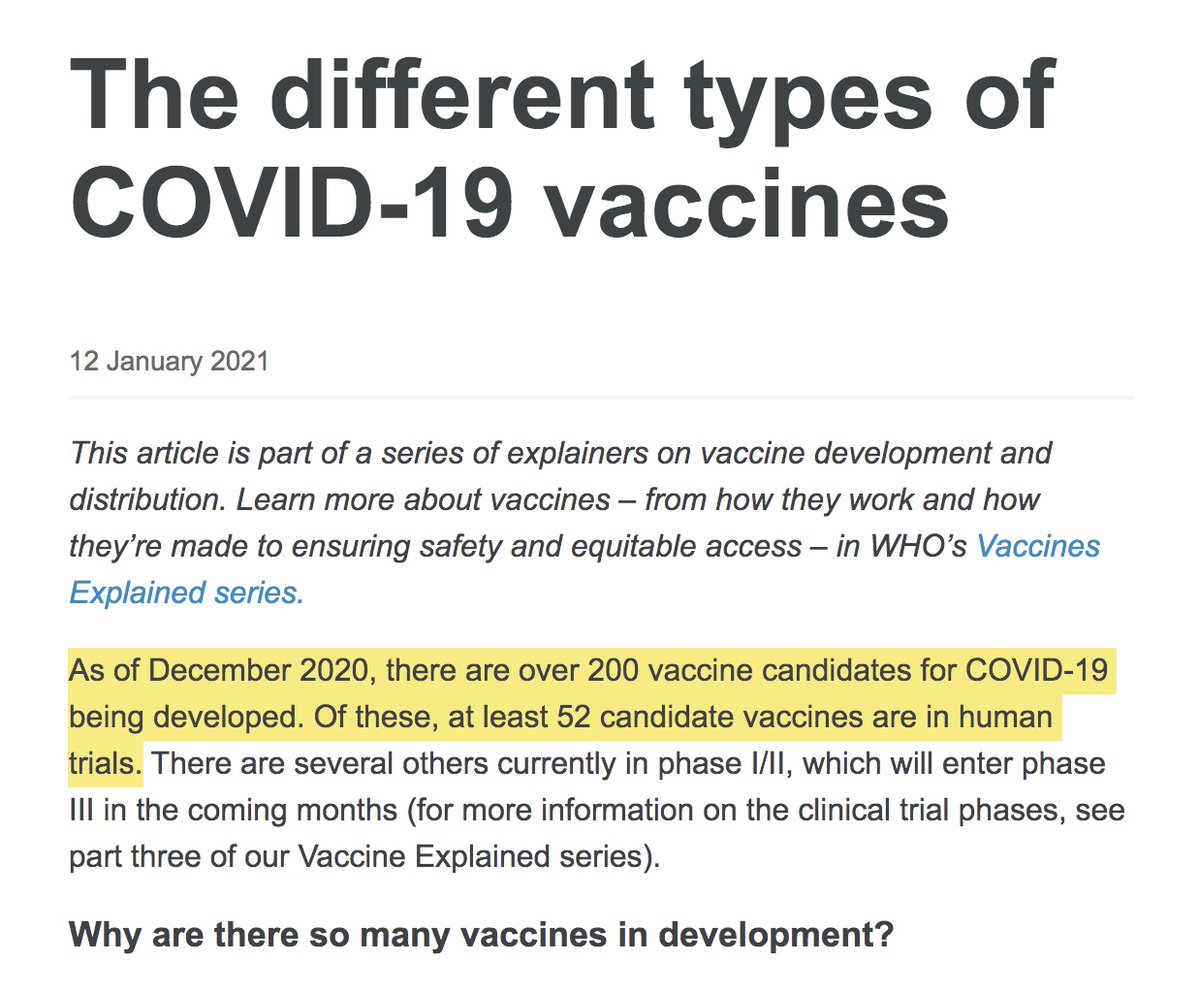 The different types of
COVID-19 vaccines
12 January 2021
This article is part of a series of explainers on vaccine development and
distribution. Learn more about vaccines – from how they work and how
they’re made to ensuring safety and equitable access – in WHO’s Vaccines
Explained series.
As of December 2020, there are over 200 vaccine candidates for COVID-19
being developed. Of these, at least 52 candidate vaccines are in human
trials. There are several others currently in phase I/II, which will enter phase
III in the coming months (for more information on the clinical trial phases, see
part three of our Vaccine Explained series).
Why are there so many vaccines in development?